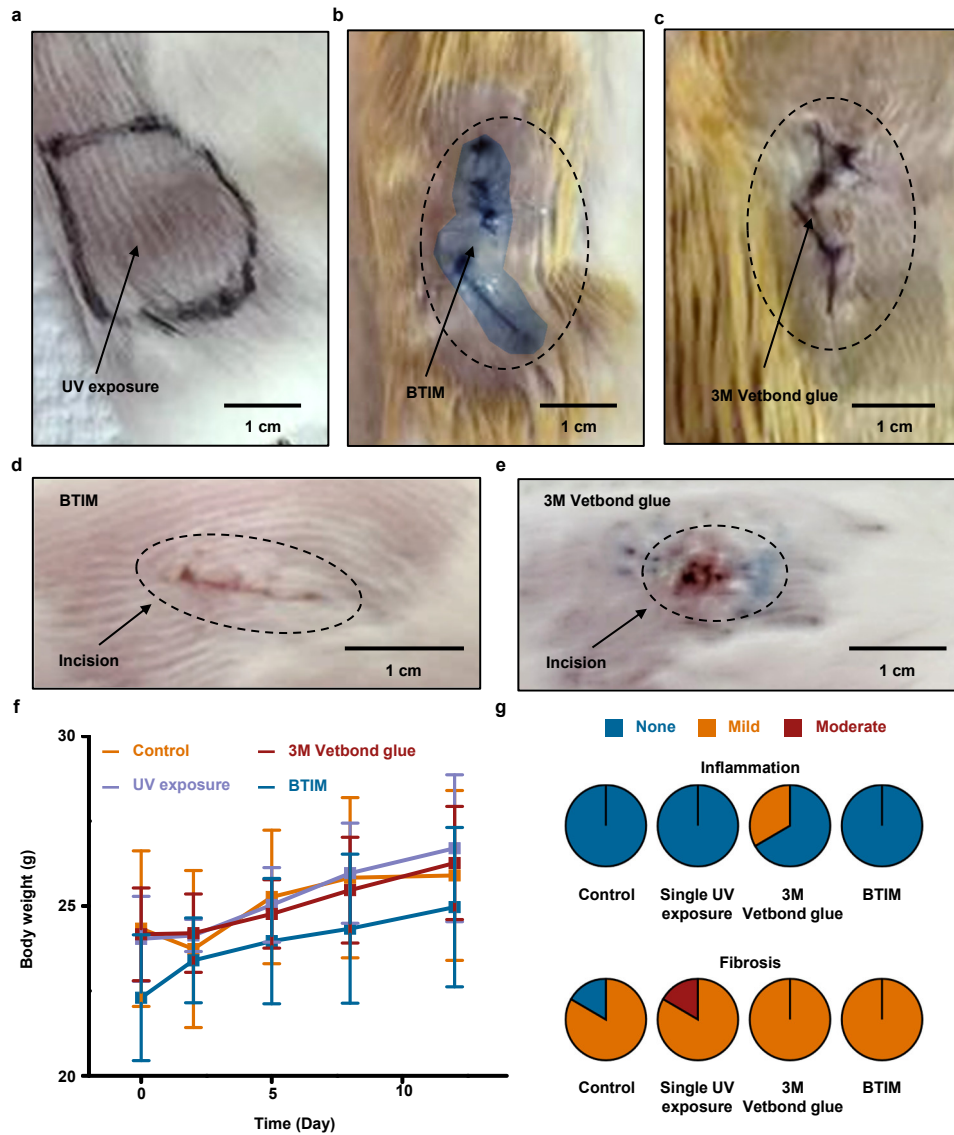 a
UV exposure
1 cm
b
BTIM
1 cm
c
3M Vetbond glue
1 cm
d
BTIM
Incision
1 cm
e
3M Vetbond glue
Incision
1 cm
f
Control
3M Vetbond glue
UV exposure
BTIM
Body weight (g)
30
25
20
0
5
10
Time (Day)
g
None
Mild
Moderate
Inflammation
Control
Single UV
exposure
3M
Vetbond glue
BTIM
Fibrosis
Control
Single UV
exposure
3M
Vetbond glue
BTIM